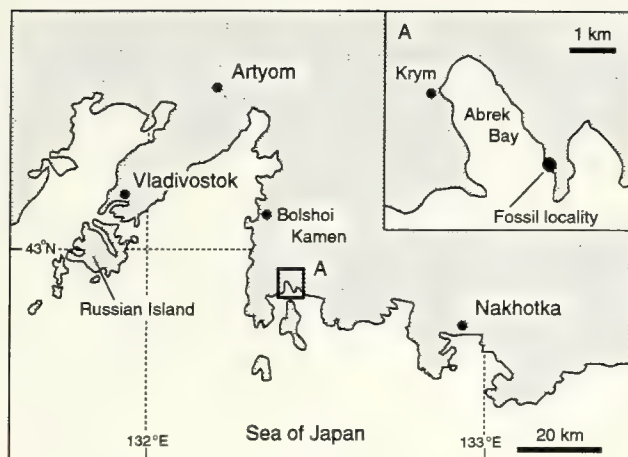 A
1 km
Krym
Abrek
Bay
Fossil locality
Artyom
Vladivostok
Bolshoi
Kamen
43°N
A
Russian Island
Nakhotka
132°E
Sea of Japan
133°E
20 km